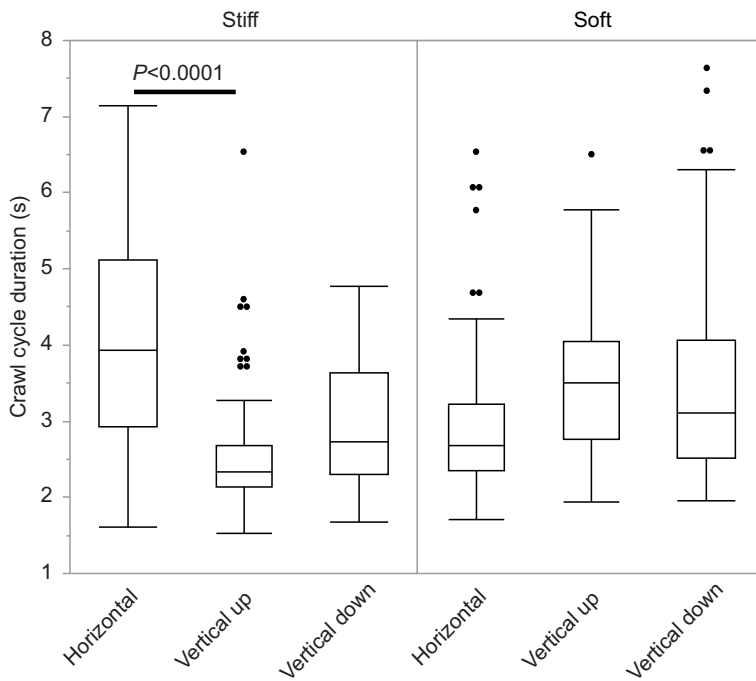 Stiff
Soft
8
7
6
5
4
3
2
1
Crawl cycle duration (s)
P<0.0001
Horizontal
Vertical up
Vertical down
Horizontal
Vertical up
Vertical down